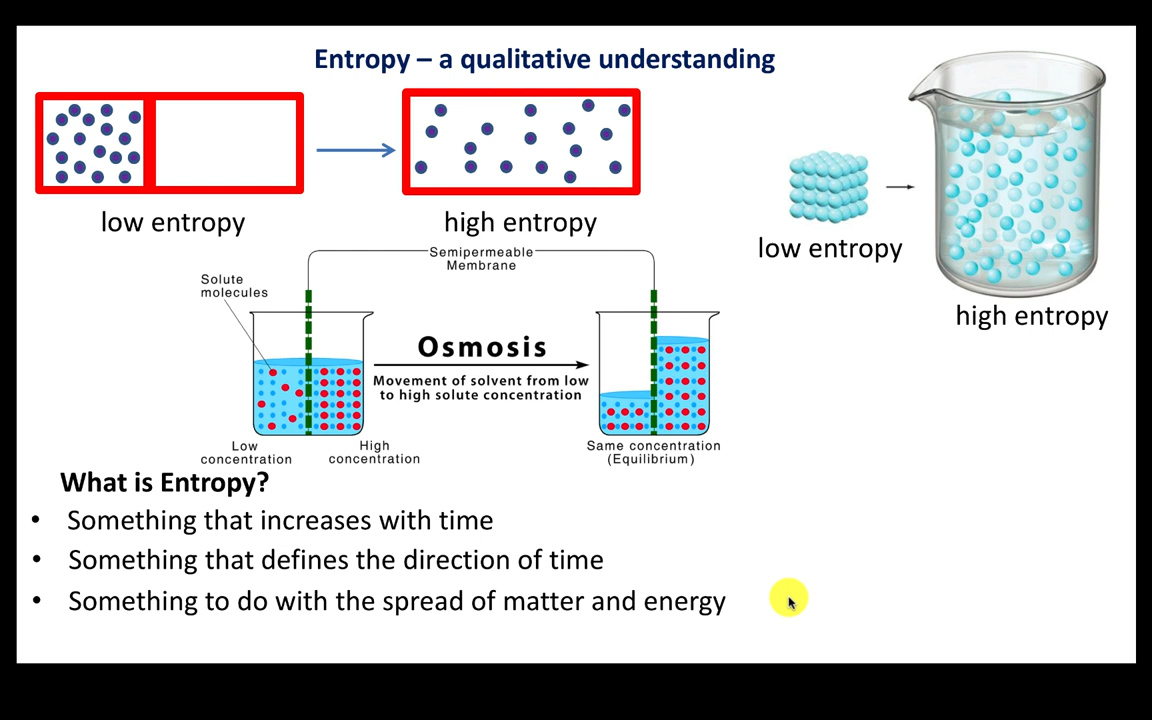 Entropy – a qualitative understanding
low entropy
high entropy
low entropy
high entropy
Semipermeable
Membrane
Solute
molecules
Osmosis
Movement of solvent from low
to high solute concentration
Low
concentration
High
concentration
Same concentration
(Equilibrium)
What is Entropy?
• Something that increases with time
• Something that defines the direction of time
• Something to do with the spread of matter and energy